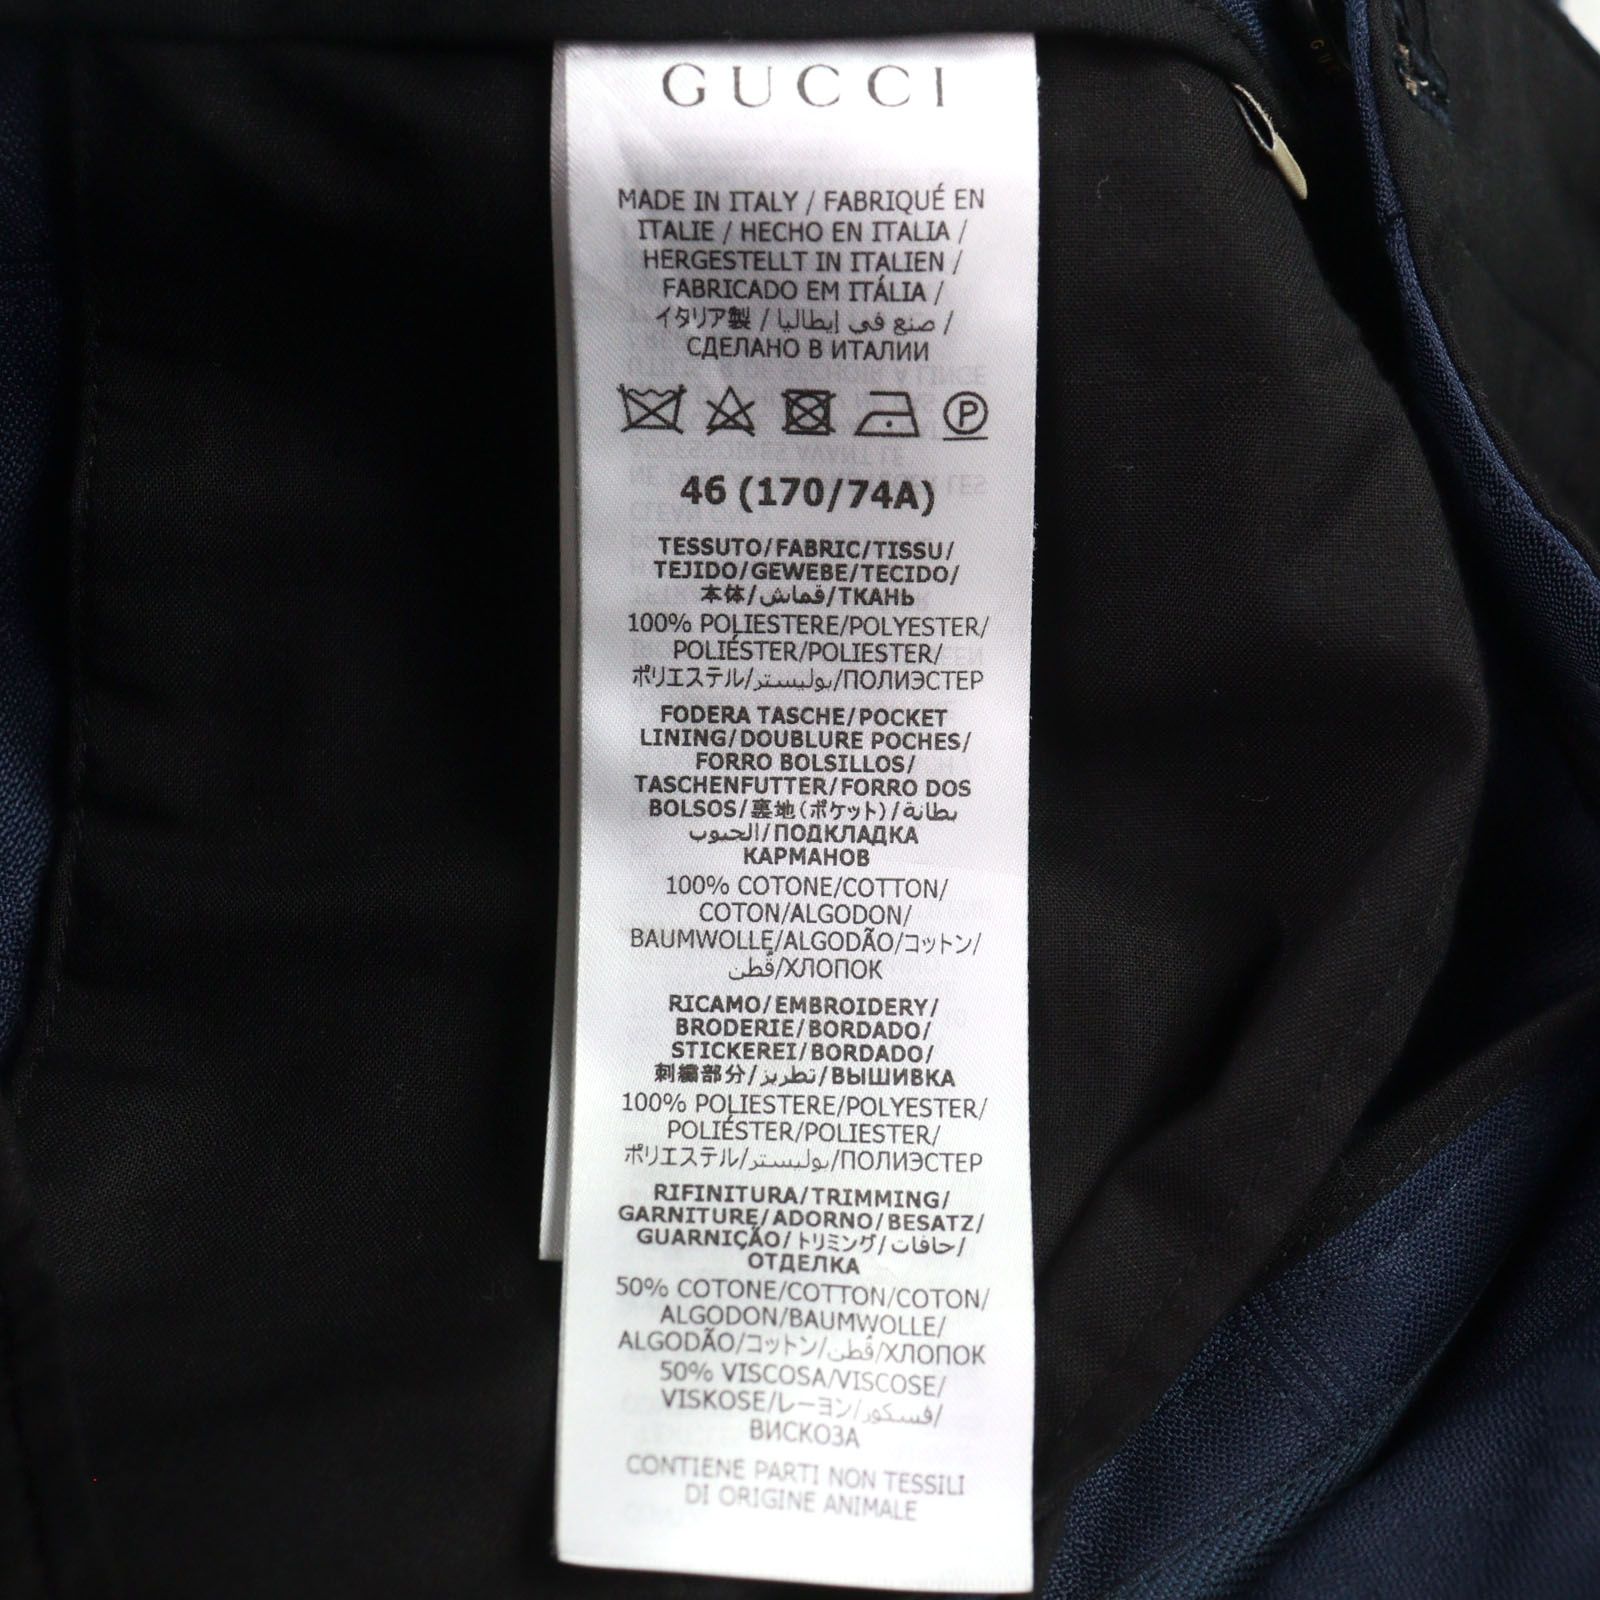 GUCCI
MADE IN ITALY / FABRIQUÉ EN
ITALIE / HECHO EN ITALIA /
HERGESTELLT IN ITALIEN /
FABRICADO EM ITÁLIA /
イタリア製 / صنع في إيطاليا /
СДЕЛАНО В ИТАЛИИ
P
46 (170/74A)
TESSUTO/FABRIC/TISSU/
TEJIDO/GEWEBE/TECIDO/
本体/قماش/ТКАНЬ
100% POLIESTERE/POLYESTER/
POLIÉSTER/POLIESTER/
ポリエステル/بوليستر/ПОЛИЭСТЕР
FODERA TASCHE/POCKET
LINING/DOUBLURE POCHES/
FORRO BOLSILLOS/
TASCHENFUTTER/FORRO DOS
BOLSOS/裏地(ポケット)/بطانة
الجيوب/ПОДКЛАДКА
КАРМАНОВ
100% COTONE/COTTON/
COTON/ALGODON/
BAUMWOLLE/ALGODÃO/コットン/
قُطن/ХЛОПОК
RICAMO/EMBROIDERY/
BRODERIE/BORDADO/
STICKEREI/BORDADO/
刺繍部分/تطريز/ВЫШИВКА
100% POLIESTERE/POLYESTER/
POLIÉSTER/POLIESTER/
ポリエステル/بوليستر/ПОЛИЭСТЕР
RIFINITURA/TRIMMING/
GARNITURE/ADORNO/BESATZ/
GUARNIÇÃO/トリミング/حافات/
ОТДЕЛКА
50% COTONE/COTTON/COTON/
ALGODON/BAUMWOLLE/
ALGODÃO/コットン/قُطن/ХЛОПОК
50% VISCOSA/VISCOSE/
VISKOSE/レーヨン/فسكوز/
ВИСКОЗА
CONTIENE PARTI NON TESSILI
DI ORIGINE ANIMALE